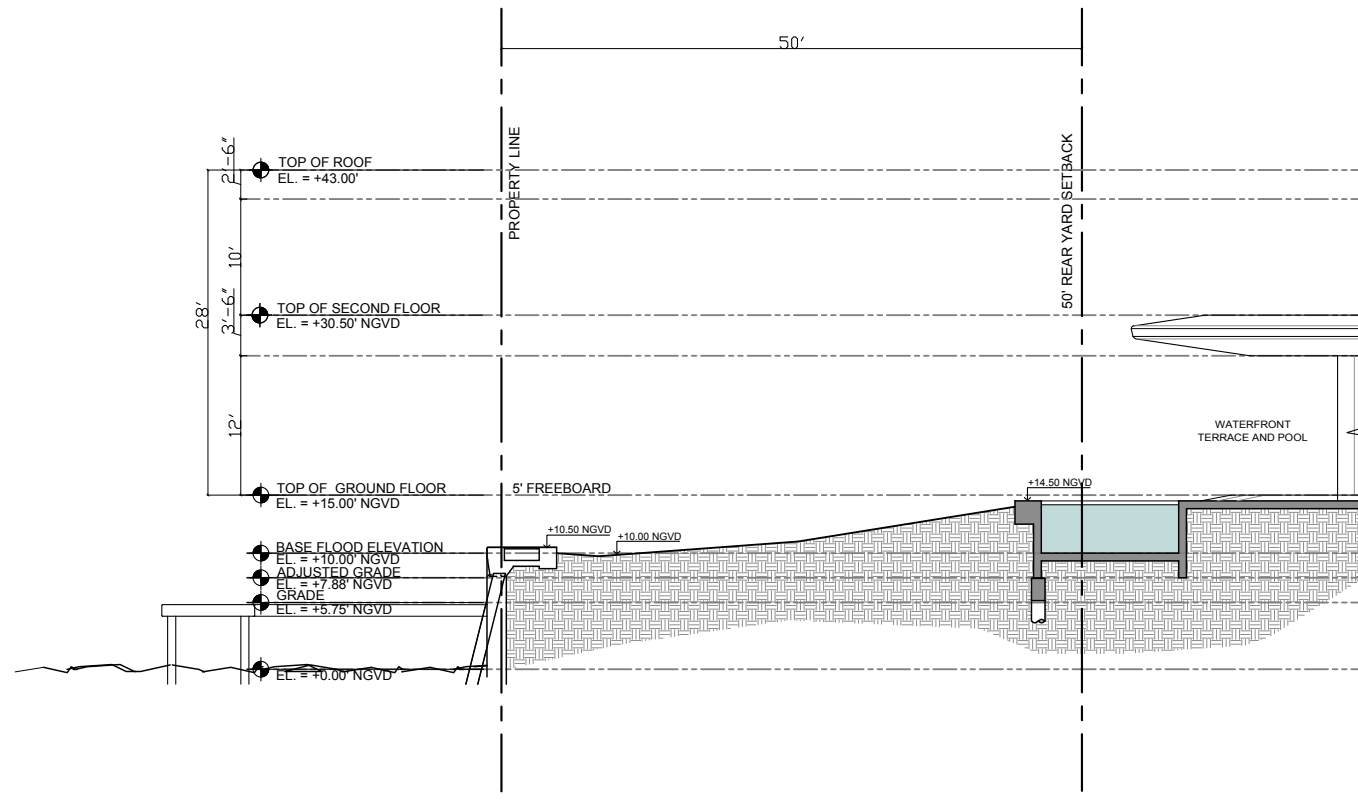 50'
PROPERTY LINE
50' REAR YARD SETBACK
2'-6"
TOP OF ROOF
EL. = +43.00'
10'
28'
3'-6"
TOP OF SECOND FLOOR
EL. = +30.50' NGVD
12'
WATERFRONT
TERRACE AND POOL
TOP OF GROUND FLOOR
EL. = +15.00' NGVD
5' FREEBOARD
+14.50 NGVD
+10.50 NGVD
+10.00 NGVD
BASE FLOOD ELEVATION
EL. = +10.00' NGVD
ADJUSTED GRADE
EL. = +7.88' NGVD
GRADE
EL. = +5.75' NGVD
EL. = +0.00' NGVD